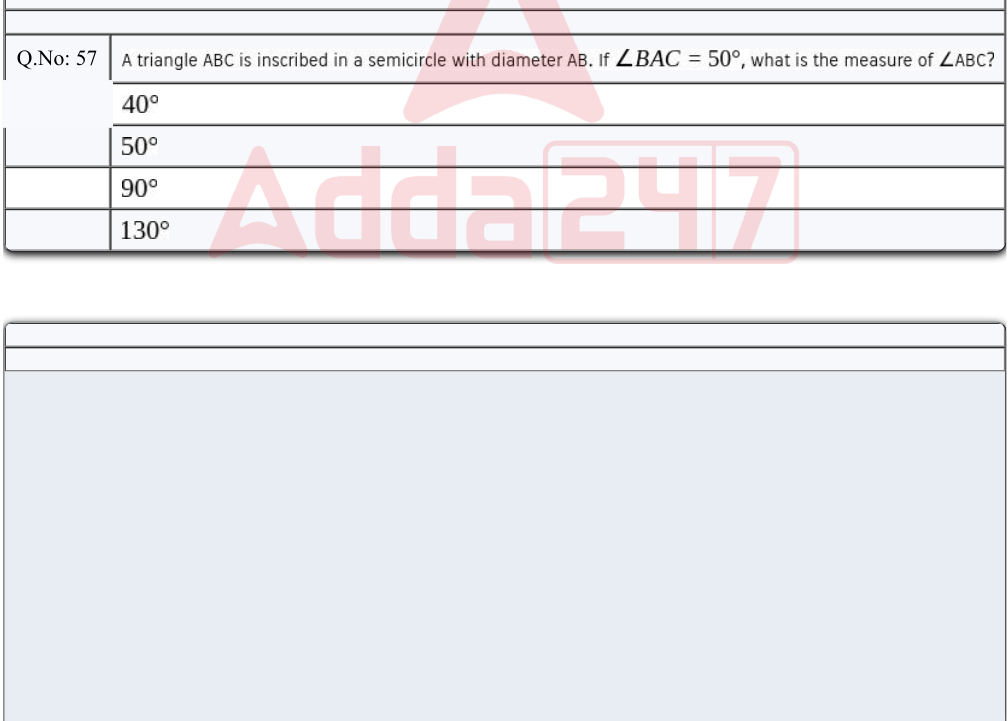 Q.No: 57 A triangle ABC is inscribed in a semicircle with diameter AB. If ∠BAC = 50°, what is the measure of ∠ABC?
40°
50°
90°
130°
Adda247